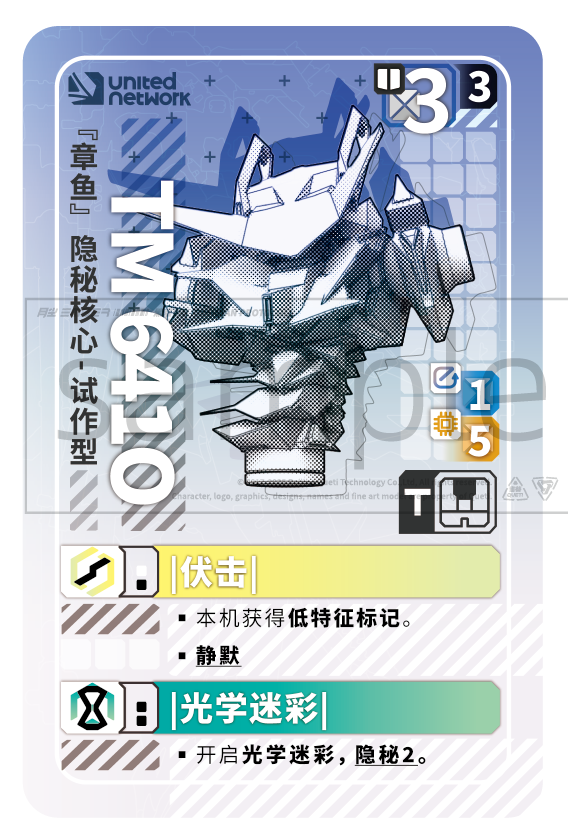 united
network
3
3
『章鱼』 隐秘核心-试作型
TM6410
sample
1
5
T
|伏击|
本机获得低特征标记。
静默
|光学迷彩|
开启光学迷彩，隐秘2。